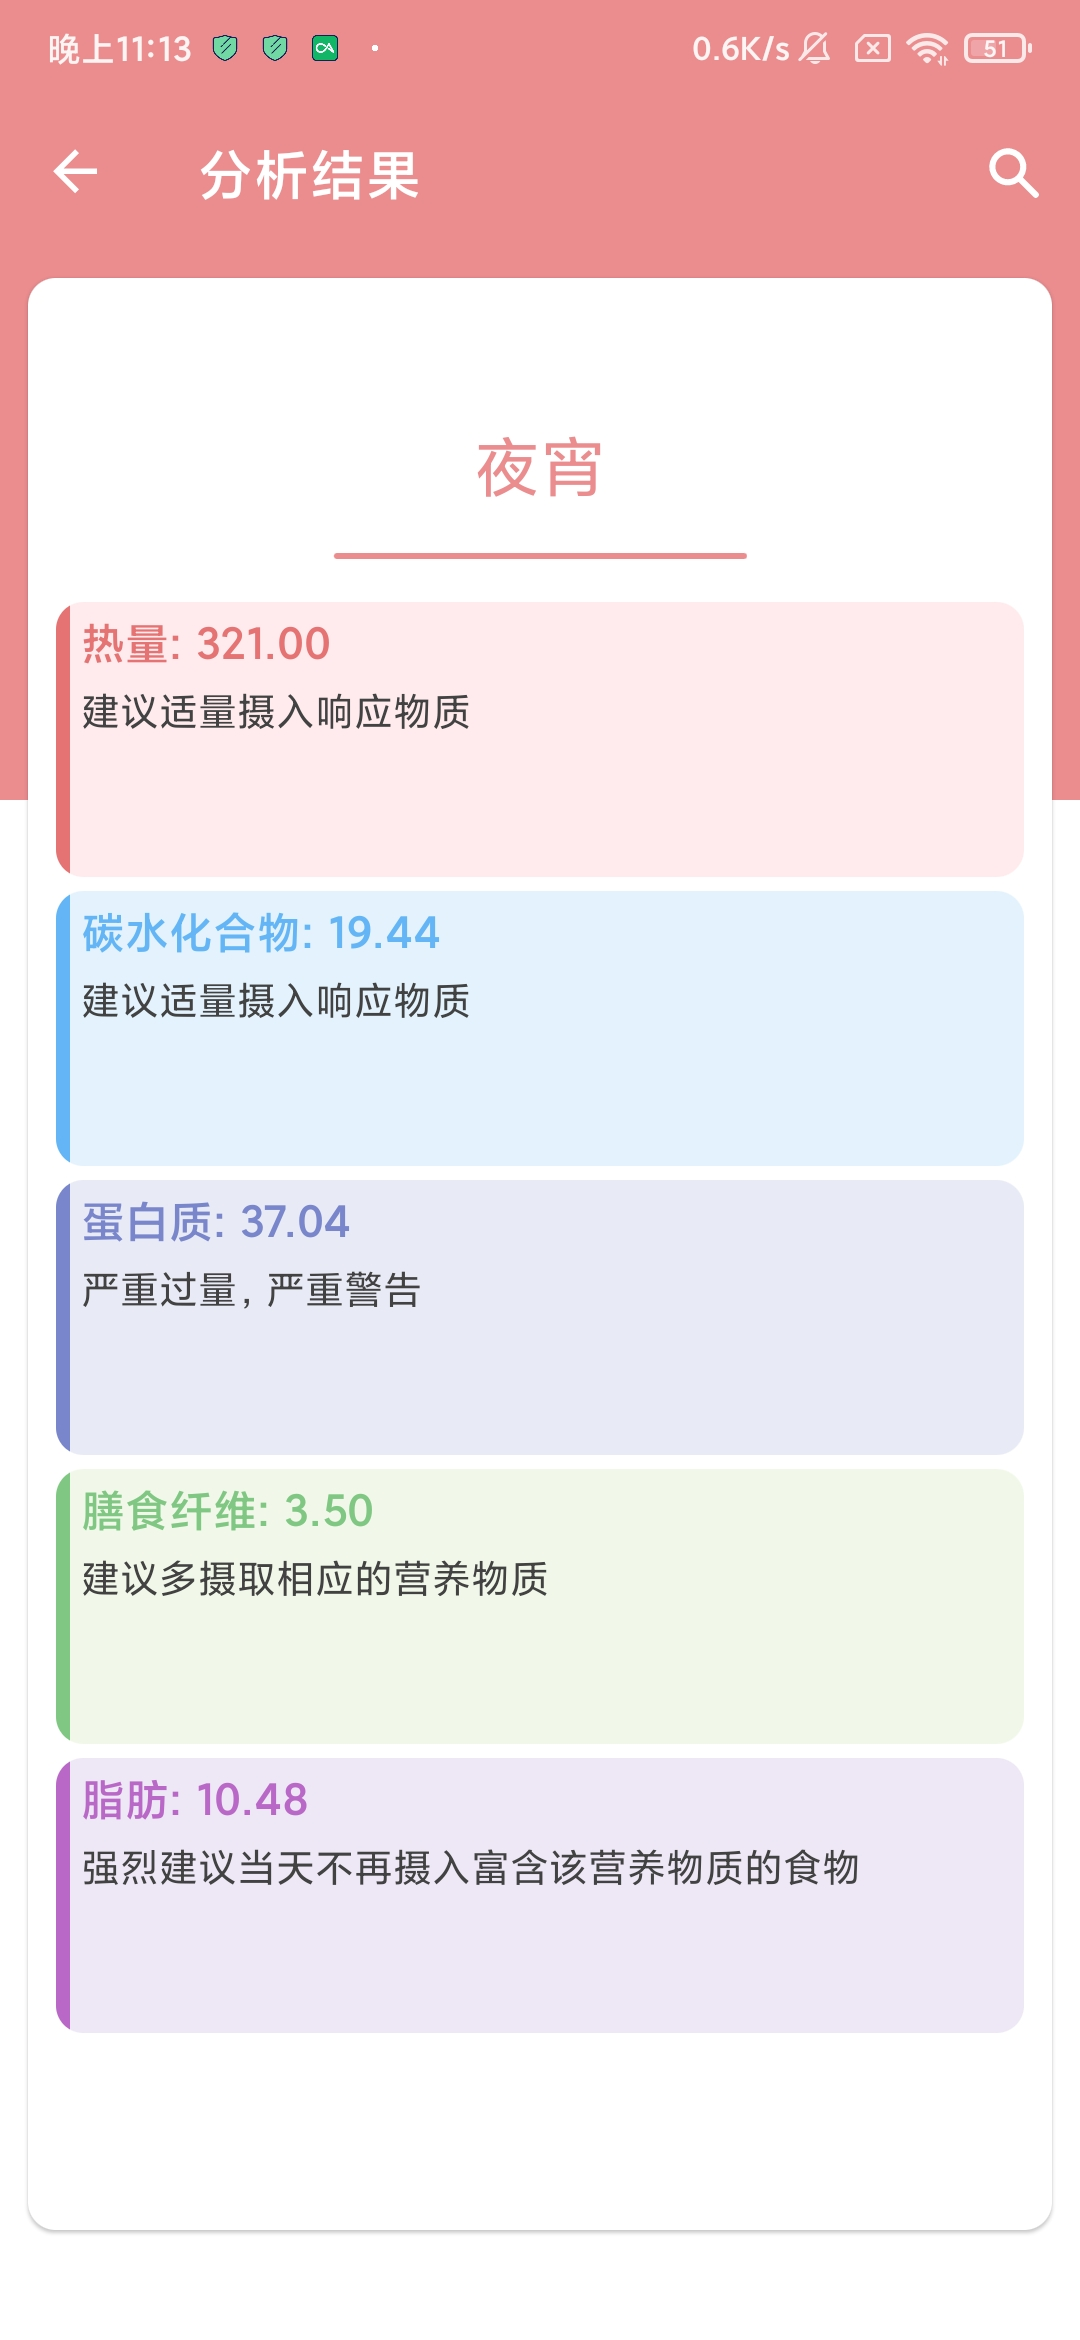 晚上11:13
0.6K/s
51
分析结果
夜宵
热量: 321.00
建议适量摄入响应物质
碳水化合物: 19.44
建议适量摄入响应物质
蛋白质: 37.04
严重过量, 严重警告
膳食纤维: 3.50
建议多摄取相应的营养物质
脂肪: 10.48
强烈建议当天不再摄入富含该营养物质的食物